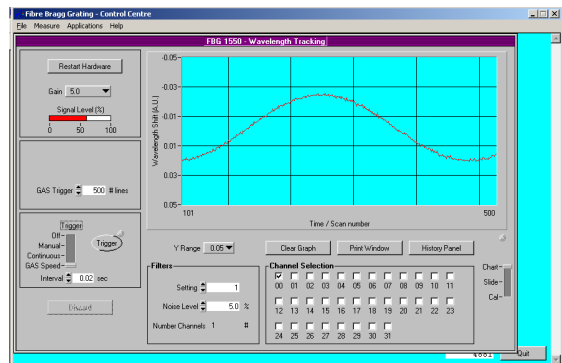 Fibre Bragg Grating - Control Centre
File Measure Applications Help
FBG 1550 - Wavelength Tracking
Restart Hardware
Gain 5.0
Signal Level (%)
0 50 100
GAS Trigger 500 # lines
Trigger
Off
Manual
Continuous
GAS Speed
Trigger
Interval 0.02 sec
Discard
Wavelength Shift (A.U.)
-0.05
-0.03
-0.01
0.01
0.03
0.05
101 500
Time / Scan number
Y Range 0.05
Clear Graph
Print Window
History Panel
Filters
Setting 1
Noise Level 5.0 %
Number Channels 1 #
Channel Selection
00 01 02 03 04 05 06 07 08 09 10 11
12 13 14 15 16 17 18 19 20 21 22 23
24 25 26 27 28 29 30 31
Chart
Slide
Cal
Quit